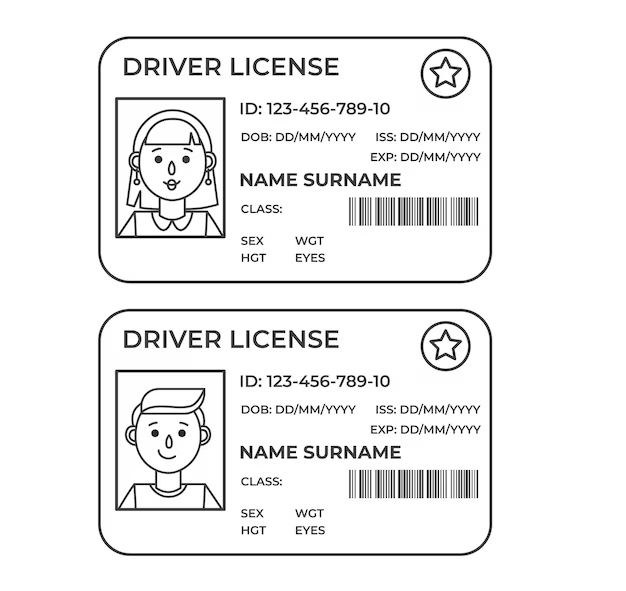 DRIVER LICENSE
ID: 123-456-789-10
DOB: DD/MM/YYYY ISS: DD/MM/YYYY
EXP: DD/MM/YYYY
NAME SURNAME
CLASS:
SEX WGT
HGT EYES
DRIVER LICENSE
ID: 123-456-789-10
DOB: DD/MM/YYYY ISS: DD/MM/YYYY
EXP: DD/MM/YYYY
NAME SURNAME
CLASS:
SEX WGT
HGT EYES